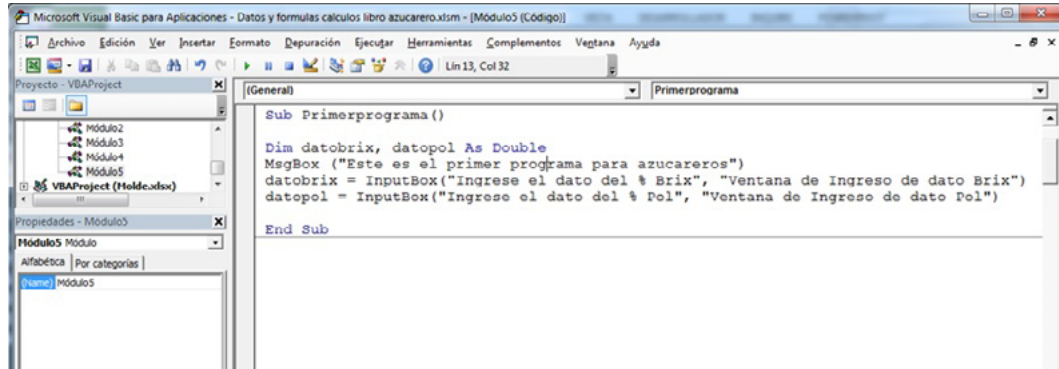 Microsoft Visual Basic para Aplicaciones - Datos y formulas calculos libro azucarero.xlsm - [Módulo5 (Código)]
Archivo Edición Ver Insertar Formato Depuración Ejecutar Herramientas Complementos Ventana Ayuda
Lín 13, Col 32
Proyecto - VBAProject
Módulo2
Módulo3
Módulo4
Módulo5
VBAProject (Molde.xlsx)
Propiedades - Módulo5
Módulo5 Módulo
Alfabética Por categorías
(Name) Módulo5
(General) Primerprograma
Sub Primerprograma()
Dim datobrix, datopol As Double
MsgBox ("Este es el primer programa para azucareros")
datobrix = InputBox("Ingrese el dato del % Brix", "Ventana de Ingreso de dato Brix")
datopol = InputBox("Ingrese el dato del % Pol", "Ventana de Ingreso de dato Pol")
End Sub